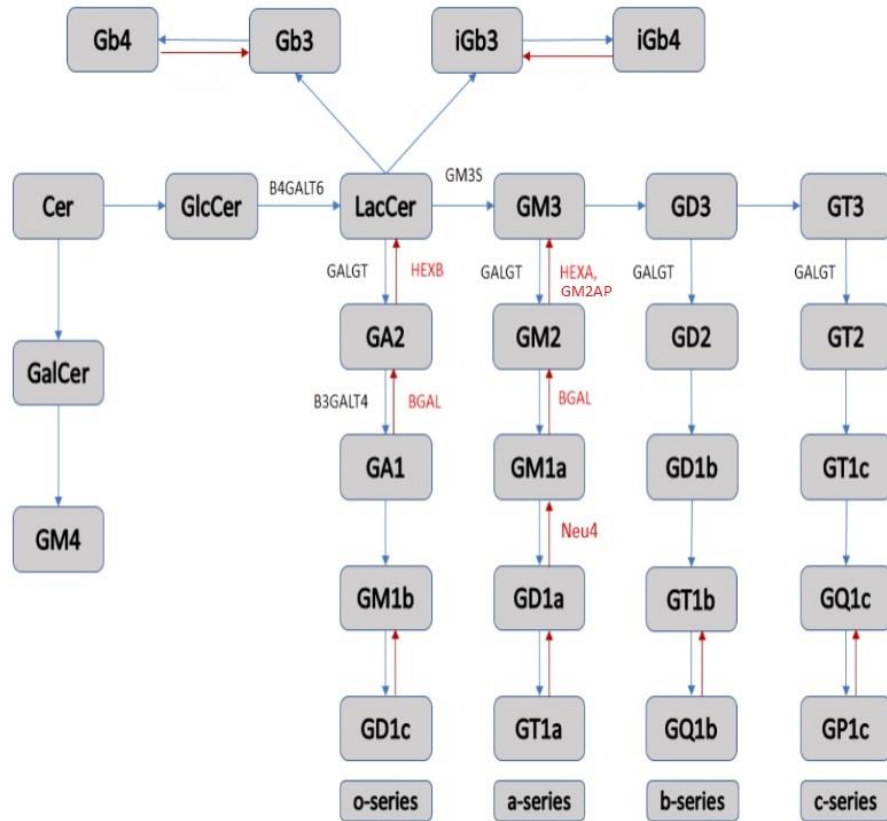 Gb4 Gb3 iGb3 iGb4
B4GALT6 GM3S
Cer GlcCer LacCer GM3 GD3 GT3
GALGT HEXB GALGT HEXA, GALGT GALGT
GM2AP
GA2 GM2 GD2 GT2
GalCer
B3GALT4 BGAL BGAL
GA1 GM1a GD1b GT1c
GM4 Neu4
GM1b GD1a GT1b GQ1c
GD1c GT1a GQ1b GP1c
o-series a-series b-series c-series